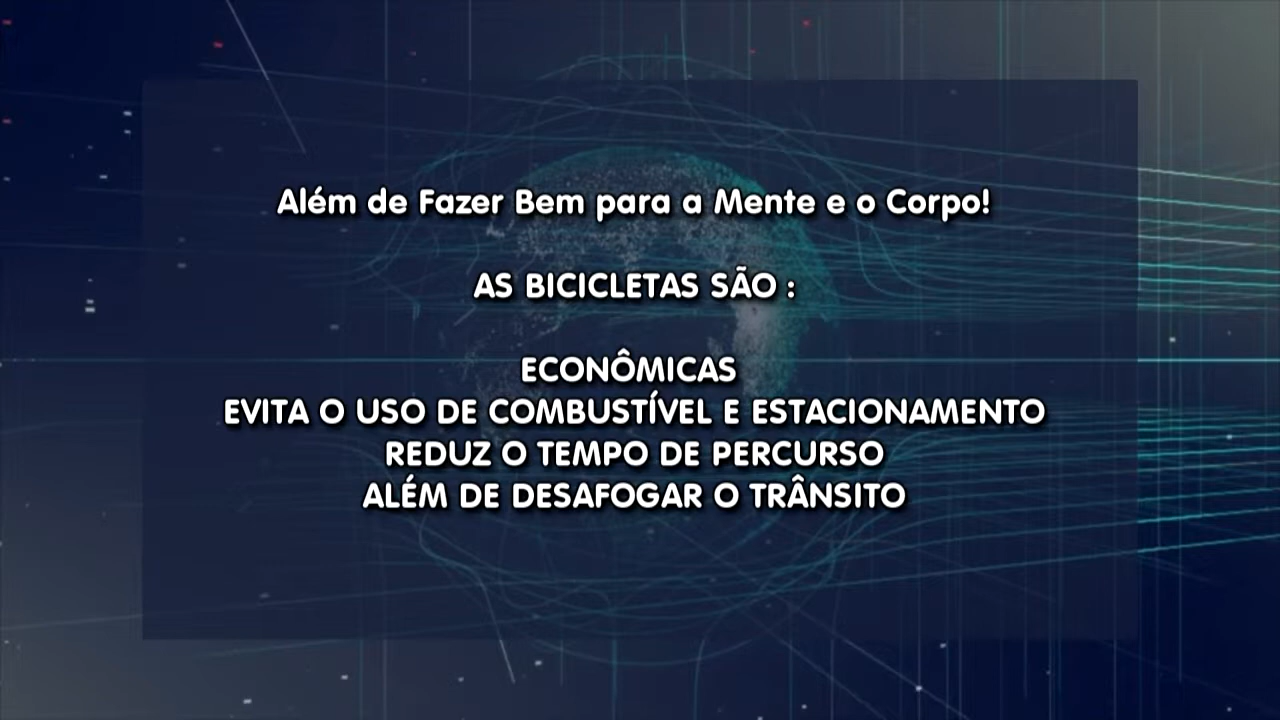 Além de Fazer Bem para a Mente e o Corpo!
AS BICICLETAS SÃO :
ECONÔMICAS
EVITA O USO DE COMBUSTÍVEL E ESTACIONAMENTO
REDUZ O TEMPO DE PERCURSO
ALÉM DE DESAFOGAR O TRÂNSITO